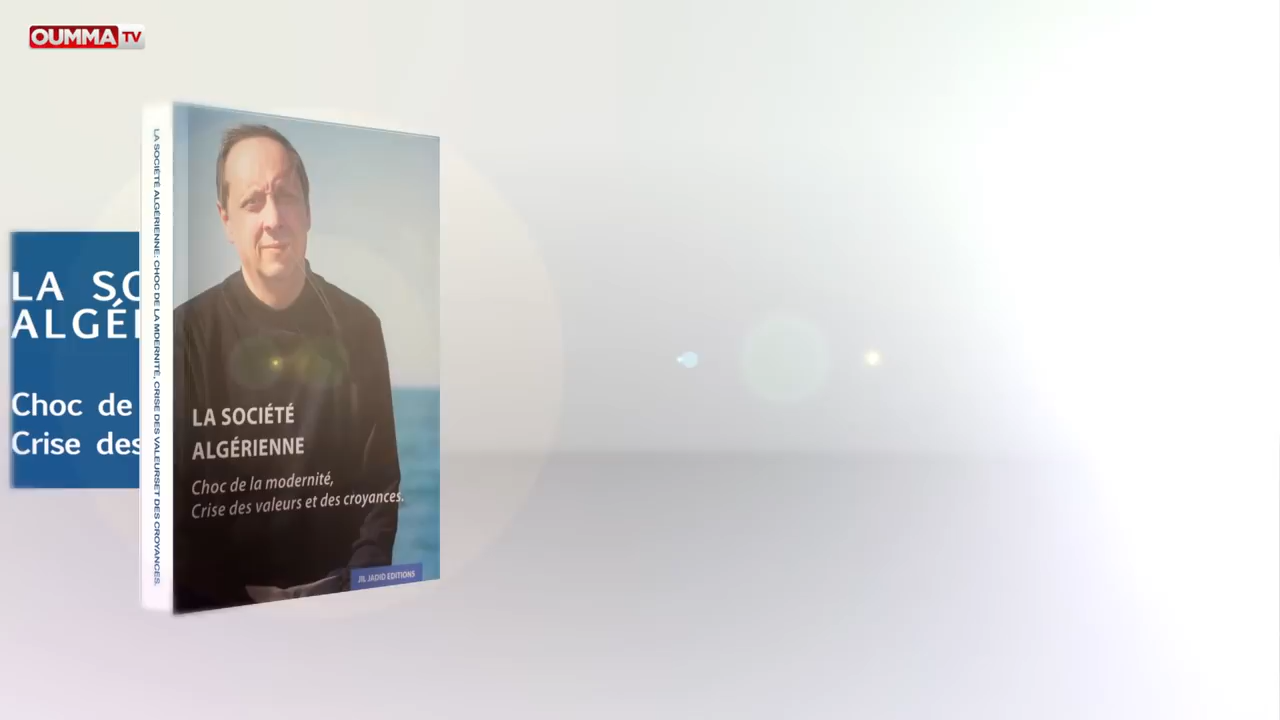 OUMMA TV
LA SO
ALGÉ
Choc de
Crise des
LA SOCIÉTÉ ALGÉRIENNE: CHOC DE LA MDERNITÉ, CRISE DES VALEURSET DES CROYANCES.
LA SOCIÉTÉ
ALGÉRIENNE
Choc de la modernité,
Crise des valeurs et des croyances.
JIL JADID EDITIONS